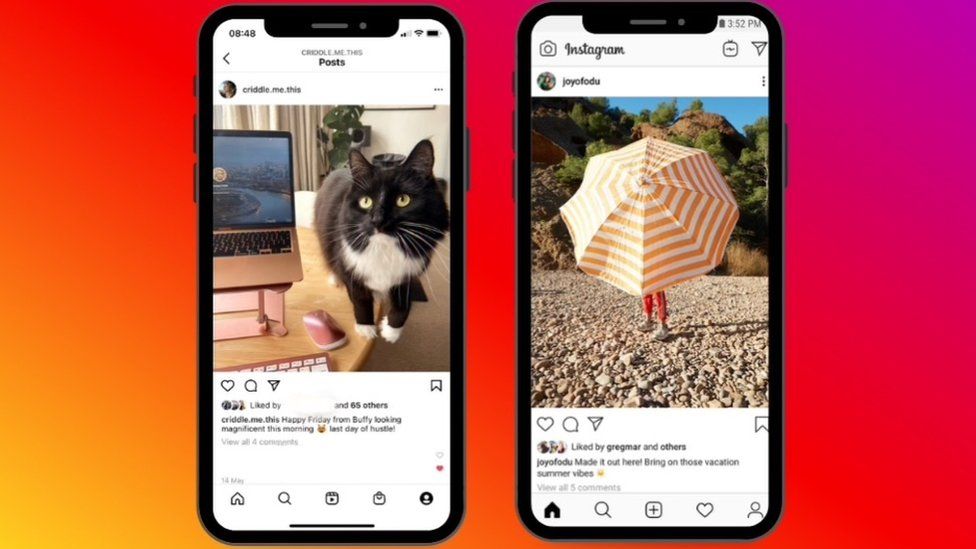 08:48
CRIDDLE.ME.THIS
Posts
criddle.me.this
Liked by and 65 others
criddle.me.this Happy Friday from Buffy looking
magnificent this morning 😻 last day of hustle!
View all 4 comments
14 May
3:52 PM
Instagram
joyofodu
Liked by gregmar and others
joyofodu Made it out here! Bring on those vacation
summer vibes ☀️
View all 5 comments